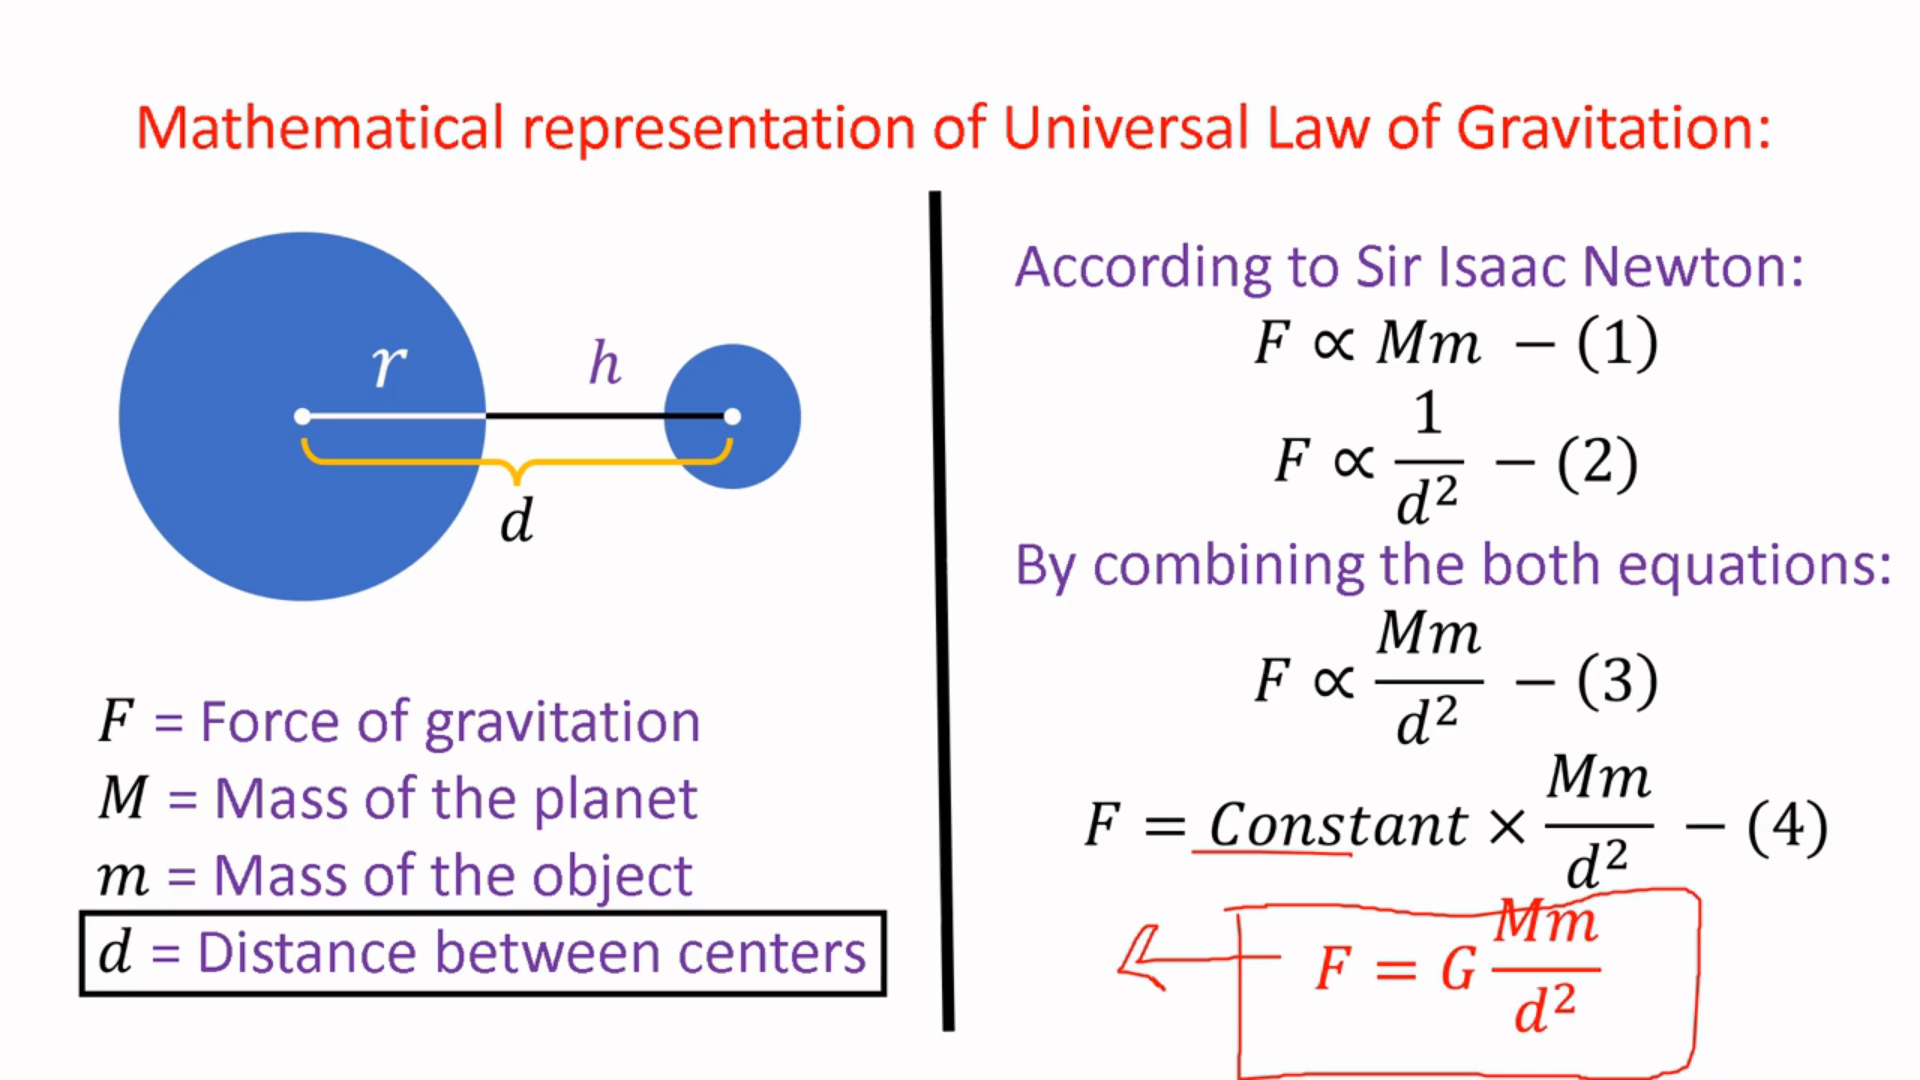 Mathematical representation of Universal Law of Gravitation:
r
h
d
F = Force of gravitation
M = Mass of the planet
m = Mass of the object
d = Distance between centers
According to Sir Isaac Newton:
F ∝ Mm − (1)
F ∝ 1/d² − (2)
By combining the both equations:
F ∝ Mm/d² − (3)
F = Constant × Mm/d² − (4)
F = G Mm/d²